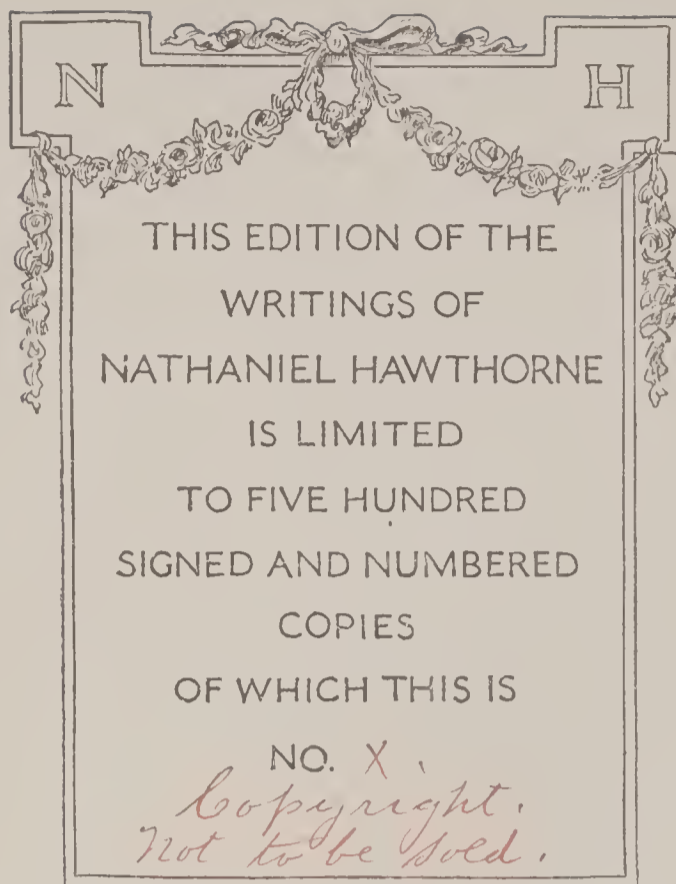 N H
THIS EDITION OF THE
WRITINGS OF
NATHANIEL HAWTHORNE
IS LIMITED
TO FIVE HUNDRED
SIGNED AND NUMBERED
COPIES
OF WHICH THIS IS
NO. X.
Copyright.
Not to be sold.